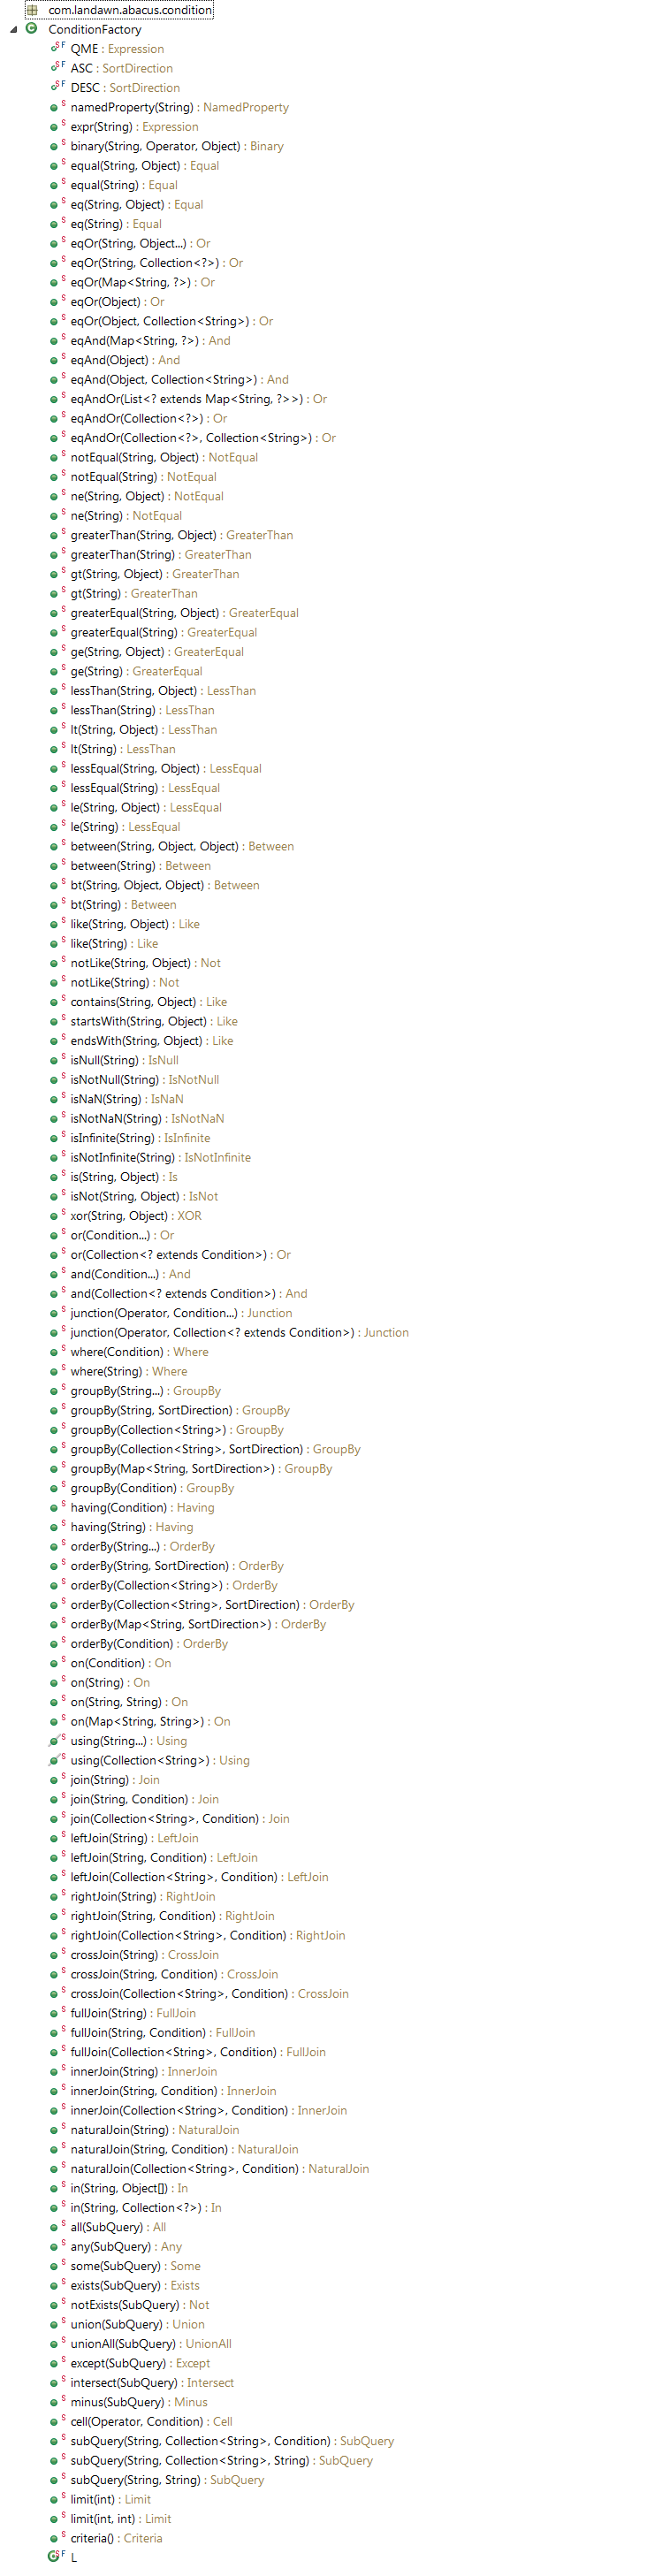 com.landawn.abacus.condition
ConditionFactory
QME : Expression
ASC : SortDirection
DESC : SortDirection
namedProperty(String) : NamedProperty
expr(String) : Expression
binary(String, Operator, Object) : Binary
equal(String, Object) : Equal
equal(String) : Equal
eq(String, Object) : Equal
eq(String) : Equal
eqOr(String, Object...) : Or
eqOr(String, Collection<?>) : Or
eqOr(Map<String, ?>) : Or
eqOr(Object) : Or
eqOr(Object, Collection<String>) : Or
eqAnd(Map<String, ?>) : And
eqAnd(Object) : And
eqAnd(Object, Collection<String>) : And
eqAndOr(List<? extends Map<String, ?>>) : Or
eqAndOr(Collection<?>) : Or
eqAndOr(Collection<?>, Collection<String>) : Or
notEqual(String, Object) : NotEqual
notEqual(String) : NotEqual
ne(String, Object) : NotEqual
ne(String) : NotEqual
greaterThan(String, Object) : GreaterThan
greaterThan(String) : GreaterThan
gt(String, Object) : GreaterThan
gt(String) : GreaterThan
greaterEqual(String, Object) : GreaterEqual
greaterEqual(String) : GreaterEqual
ge(String, Object) : GreaterEqual
ge(String) : GreaterEqual
lessThan(String, Object) : LessThan
lessThan(String) : LessThan
lt(String, Object) : LessThan
lt(String) : LessThan
lessEqual(String, Object) : LessEqual
lessEqual(String) : LessEqual
le(String, Object) : LessEqual
le(String) : LessEqual
between(String, Object, Object) : Between
between(String) : Between
bt(String, Object, Object) : Between
bt(String) : Between
like(String, Object) : Like
like(String) : Like
notLike(String, Object) : Not
notLike(String) : Not
contains(String, Object) : Like
startsWith(String, Object) : Like
endsWith(String, Object) : Like
isNull(String) : IsNull
isNotNull(String) : IsNotNull
isNaN(String) : IsNaN
isNotNaN(String) : IsNotNaN
isInfinite(String) : IsInfinite
isNotInfinite(String) : IsNotInfinite
is(String, Object) : Is
isNot(String, Object) : IsNot
xor(String, Object) : XOR
or(Condition...) : Or
or(Collection<? extends Condition>) : Or
and(Condition...) : And
and(Collection<? extends Condition>) : And
junction(Operator, Condition...) : Junction
junction(Operator, Collection<? extends Condition>) : Junction
where(Condition) : Where
where(String) : Where
groupBy(String...) : GroupBy
groupBy(String, SortDirection) : GroupBy
groupBy(Collection<String>) : GroupBy
groupBy(Collection<String>, SortDirection) : GroupBy
groupBy(Map<String, SortDirection>) : GroupBy
groupBy(Condition) : GroupBy
having(Condition) : Having
having(String) : Having
orderBy(String...) : OrderBy
orderBy(String, SortDirection) : OrderBy
orderBy(Collection<String>) : OrderBy
orderBy(Collection<String>, SortDirection) : OrderBy
orderBy(Map<String, SortDirection>) : OrderBy
orderBy(Condition) : OrderBy
on(Condition) : On
on(String) : On
on(String, String) : On
on(Map<String, String>) : On
using(String...) : Using
using(Collection<String>) : Using
join(String) : Join
join(String, Condition) : Join
join(Collection<String>, Condition) : Join
leftJoin(String) : LeftJoin
leftJoin(String, Condition) : LeftJoin
leftJoin(Collection<String>, Condition) : LeftJoin
rightJoin(String) : RightJoin
rightJoin(String, Condition) : RightJoin
rightJoin(Collection<String>, Condition) : RightJoin
crossJoin(String) : CrossJoin
crossJoin(String, Condition) : CrossJoin
crossJoin(Collection<String>, Condition) : CrossJoin
fullJoin(String) : FullJoin
fullJoin(String, Condition) : FullJoin
fullJoin(Collection<String>, Condition) : FullJoin
innerJoin(String) : InnerJoin
innerJoin(String, Condition) : InnerJoin
innerJoin(Collection<String>, Condition) : InnerJoin
naturalJoin(String) : NaturalJoin
naturalJoin(String, Condition) : NaturalJoin
naturalJoin(Collection<String>, Condition) : NaturalJoin
in(String, Object[]) : In
in(String, Collection<?>) : In
all(SubQuery) : All
any(SubQuery) : Any
some(SubQuery) : Some
exists(SubQuery) : Exists
notExists(SubQuery) : Not
union(SubQuery) : Union
unionAll(SubQuery) : UnionAll
except(SubQuery) : Except
intersect(SubQuery) : Intersect
minus(SubQuery) : Minus
cell(Operator, Condition) : Cell
subQuery(String, Collection<String>, Condition) : SubQuery
subQuery(String, Collection<String>, String) : SubQuery
subQuery(String, String) : SubQuery
limit(int) : Limit
limit(int, int) : Limit
criteria() : Criteria
L